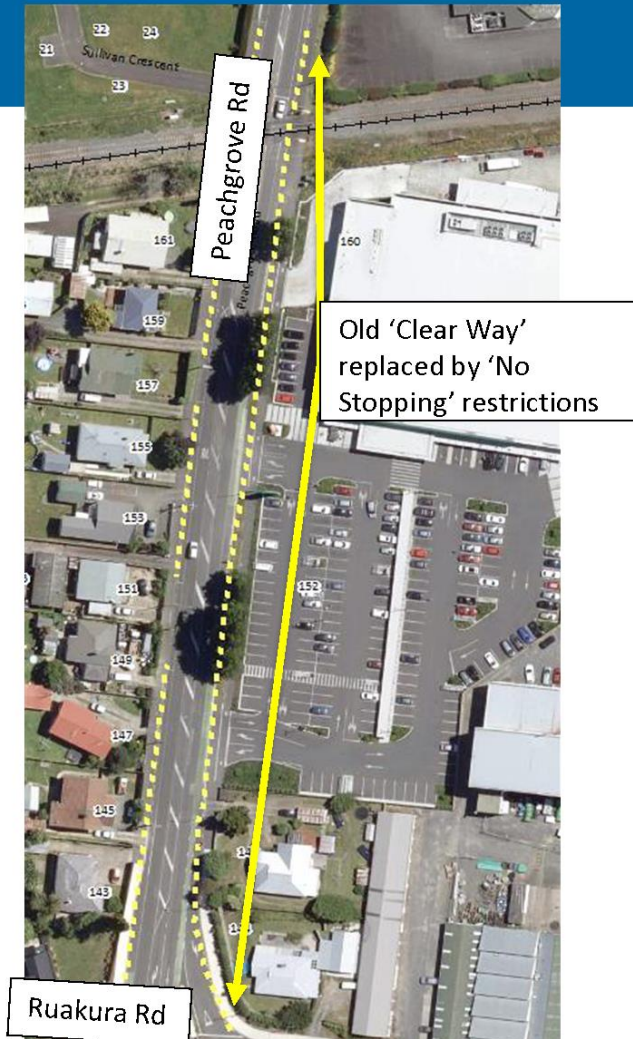 22
24
21
Sullivan Crescent
23
Peachgrove Rd
161
160
159
Old 'Clear Way'
replaced by 'No
Stopping' restrictions
157
155
153
152
151
149
147
145
143
Ruakura Rd